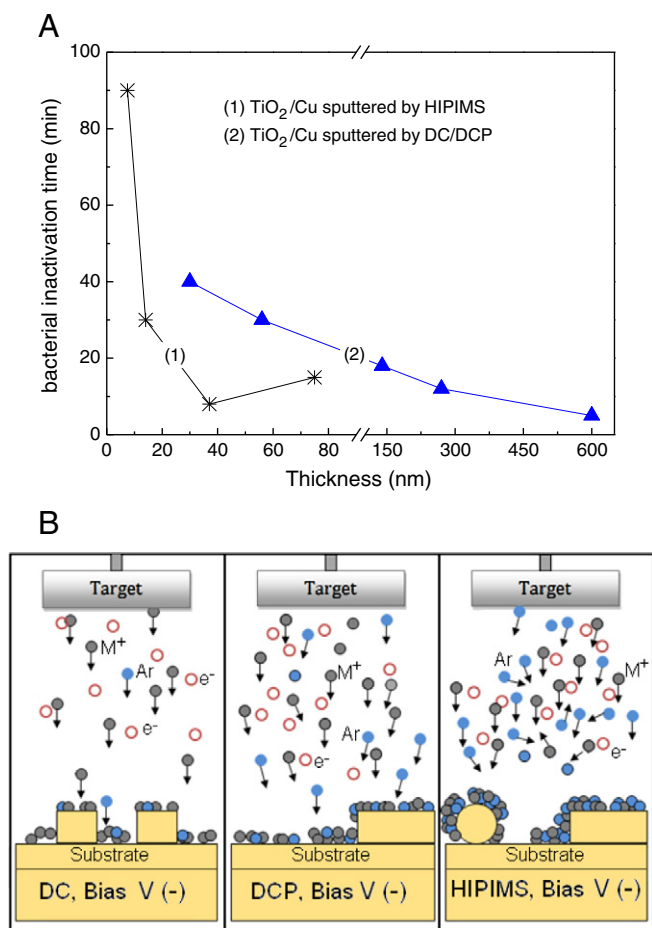 A
100
80
60
40
20
0
bacterial inactivation time (min)
(1) TiO2/Cu sputtered by HIPIMS
(2) TiO2/Cu sputtered by DC/DCP
(1)
(2)
0 20 40 60 80 150 300 450 600
Thickness (nm)
B
Target Target Target
M+
Ar
e-
e-
M+
Ar
e-
Ar
M+
e-
Substrate Substrate Substrate
DC, Bias V (-) DCP, Bias V (-) HIPIMS, Bias V (-)